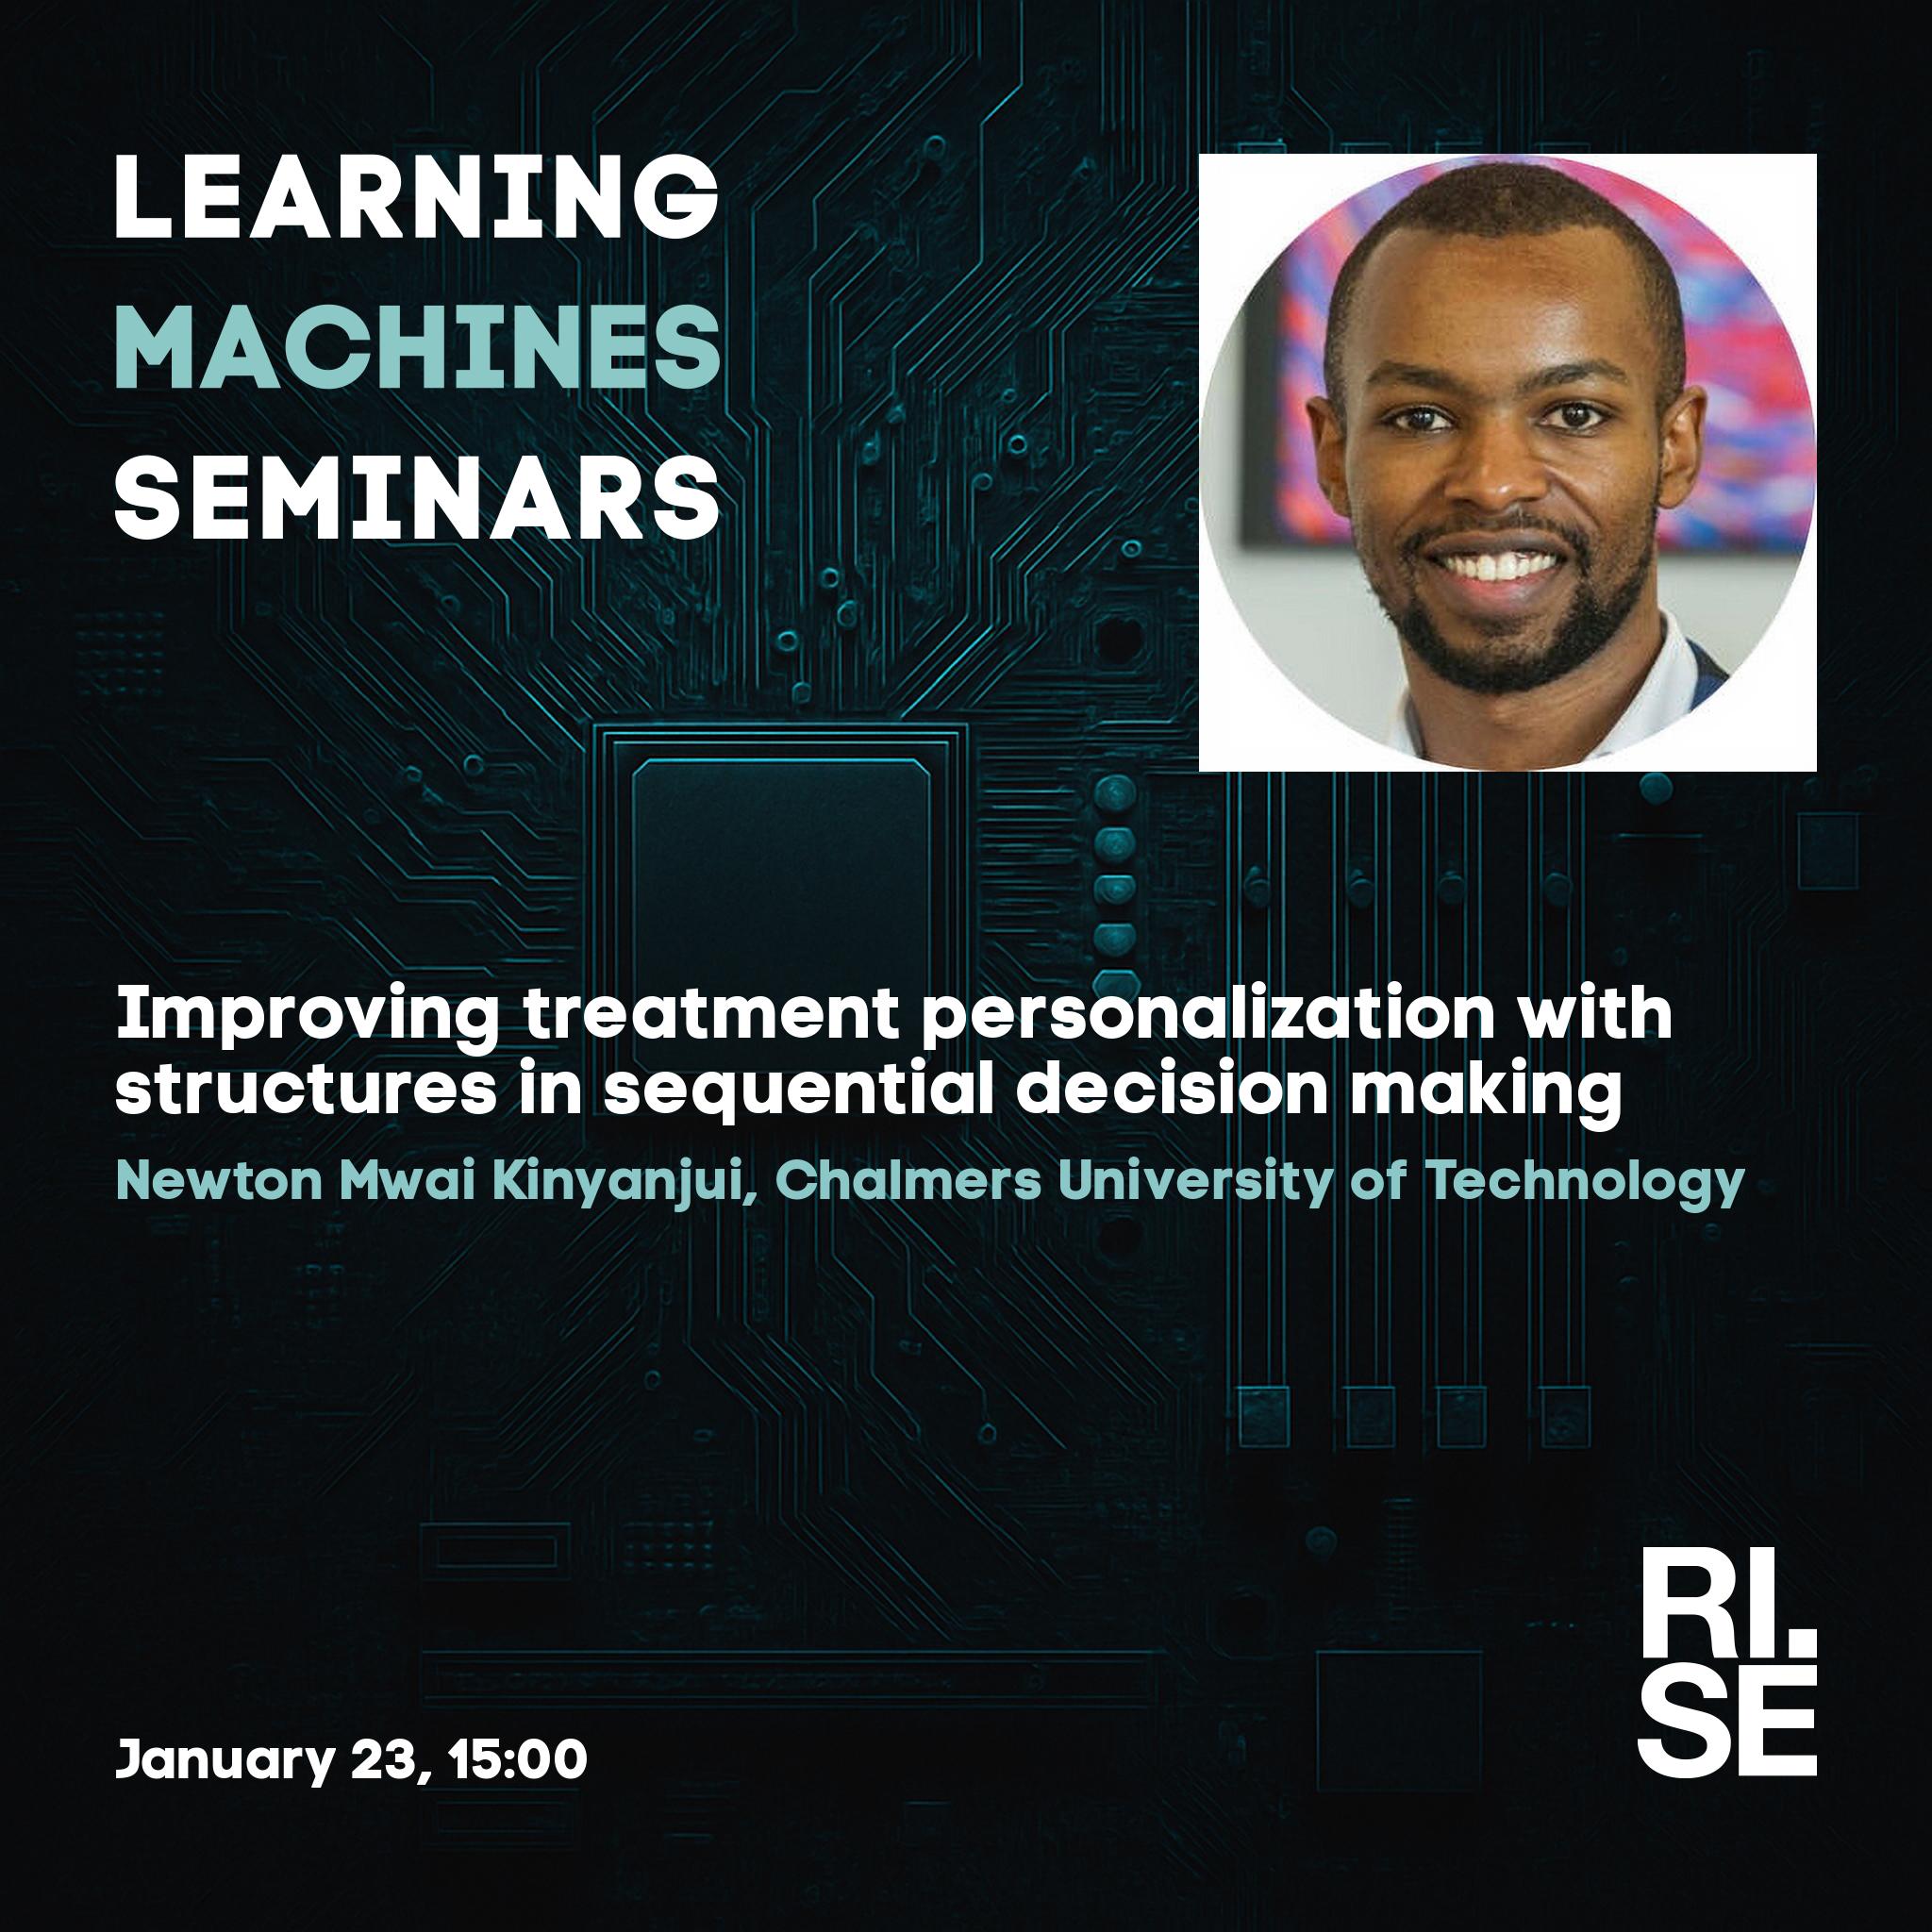 LEARNING
MACHINES
SEMINARS
Improving treatment personalization with
structures in sequential decision making
Newton Mwai Kinyanjui, Chalmers University of Technology
January 23, 15:00
RI.
SE